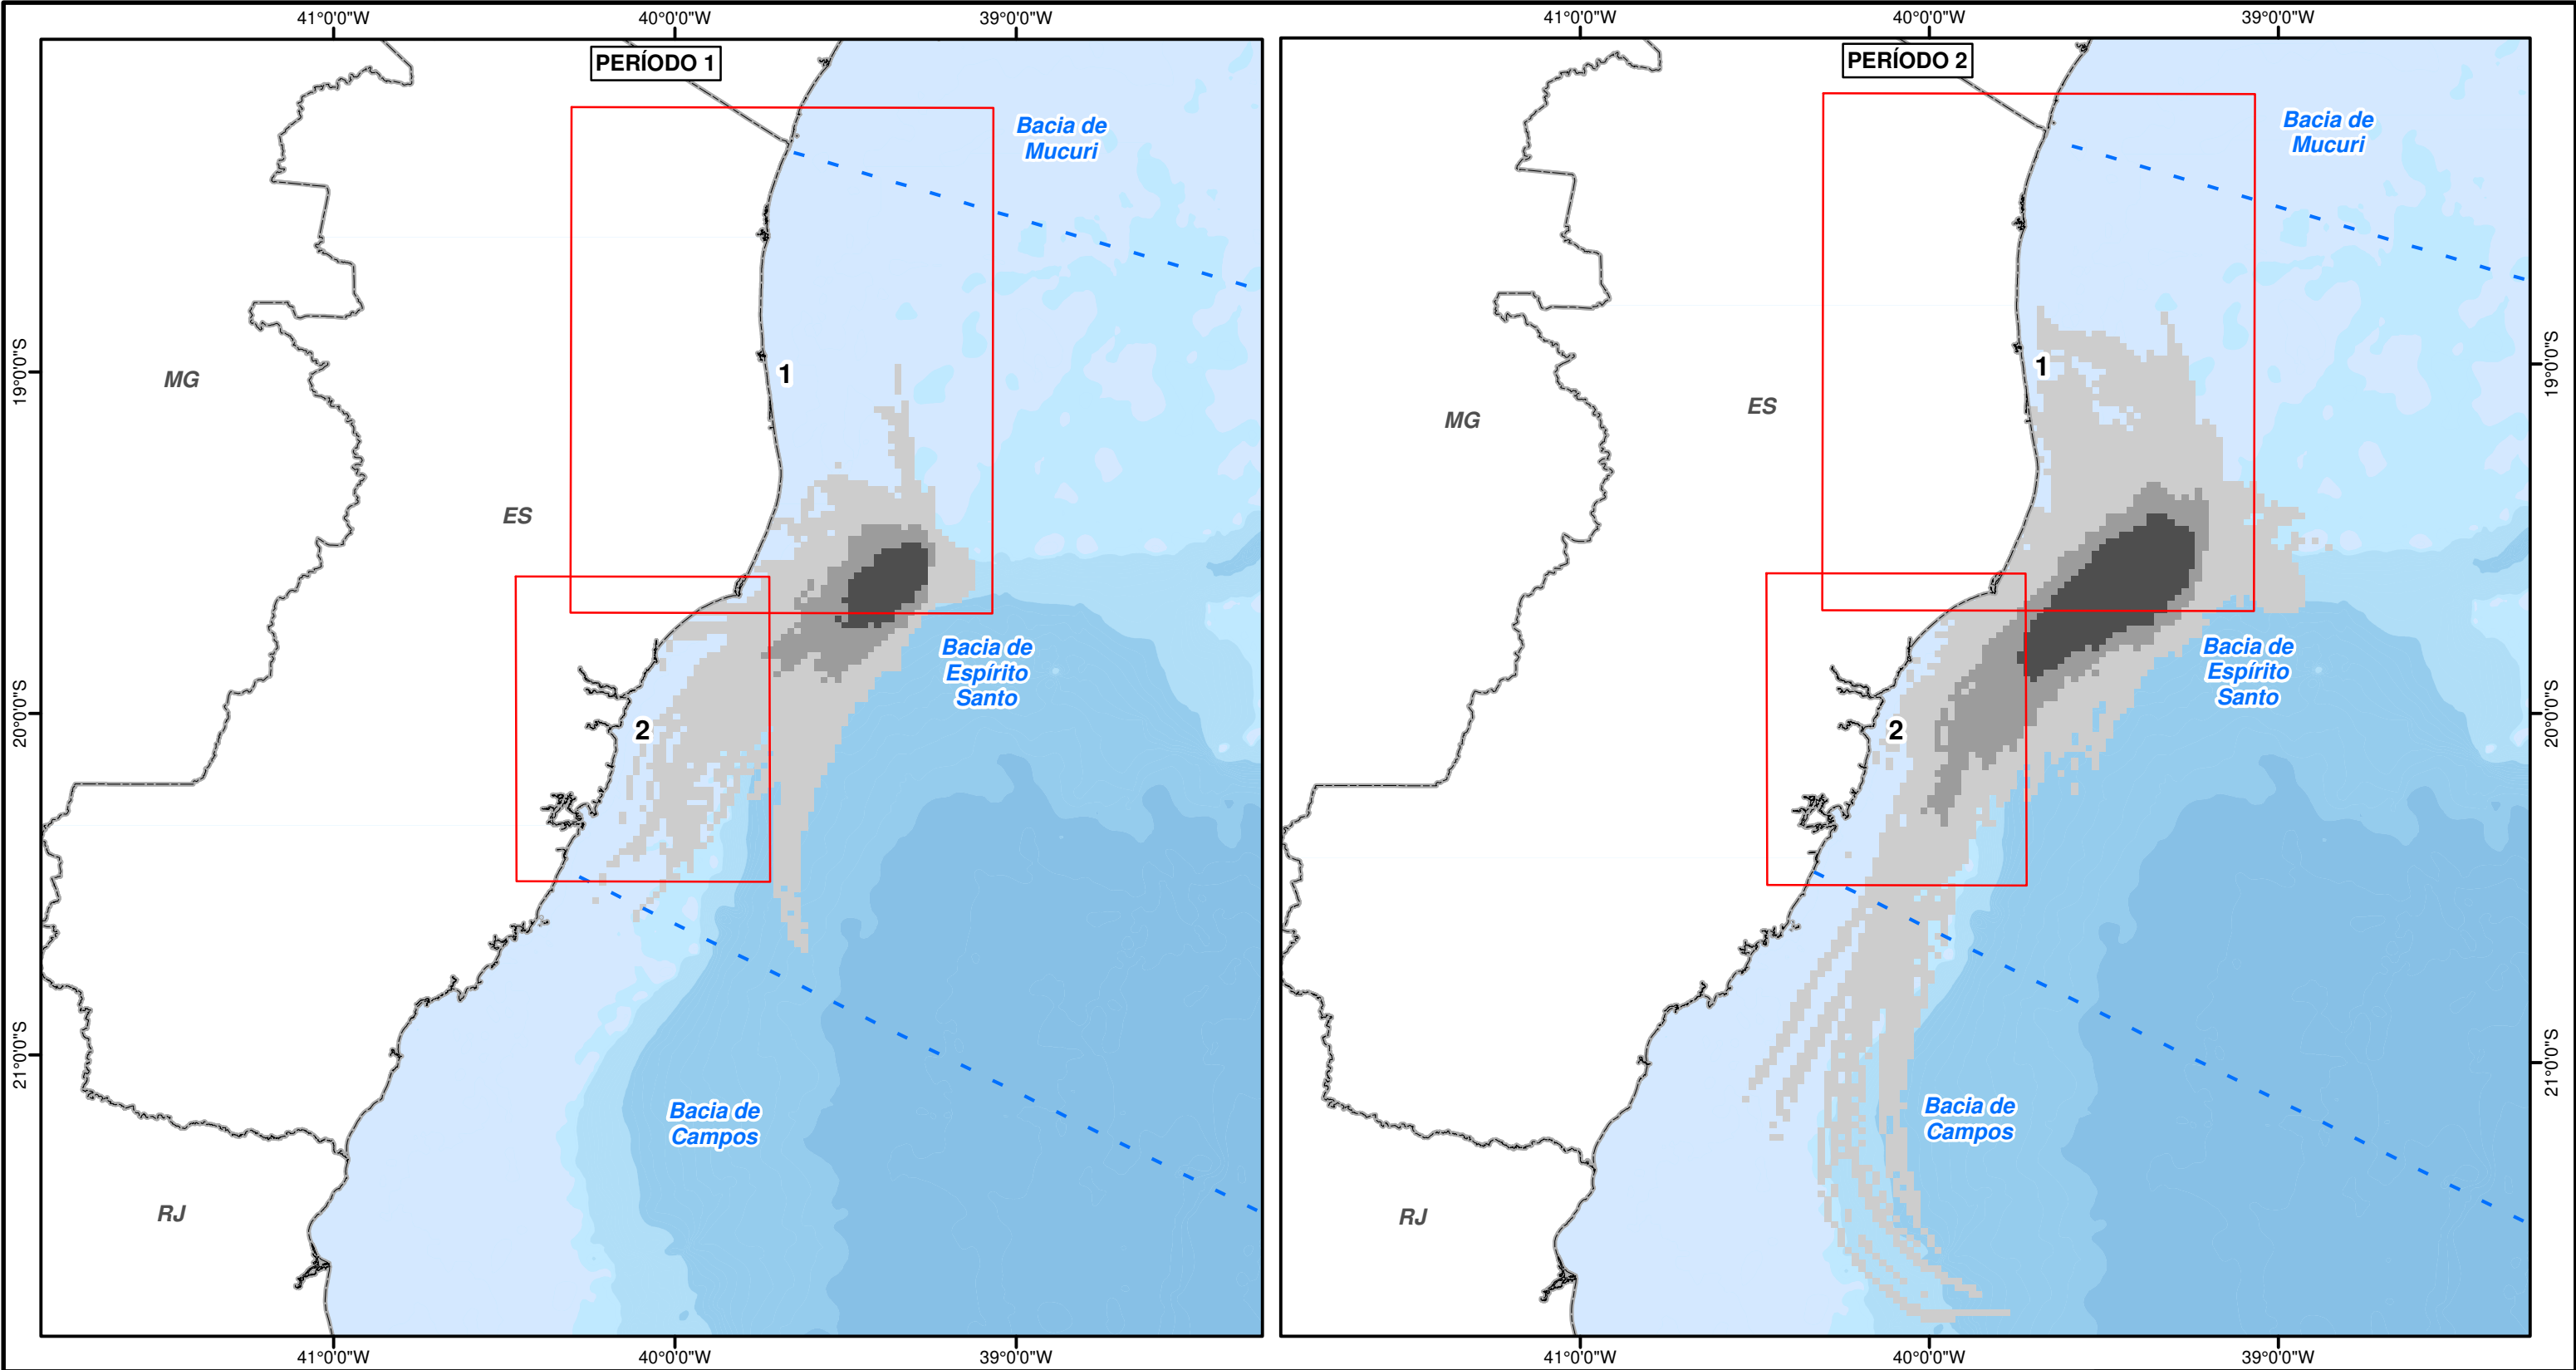 41°0'0"W
40°0'0"W
39°0'0"W
41°0'0"W
40°0'0"W
39°0'0"W
PERÍODO 1
Bacia de
Mucuri
1
MG
ES
19°0'0"S
Bacia de
Espírito
Santo
2
20°0'0"S
21°0'0"S
Bacia de
Campos
RJ
PERÍODO 2
Bacia de
Mucuri
1
MG
ES
19°0'0"S
Bacia de
Espírito
Santo
2
20°0'0"S
21°0'0"S
Bacia de
Campos
RJ
41°0'0"W
40°0'0"W
39°0'0"W
41°0'0"W
40°0'0"W
39°0'0"W